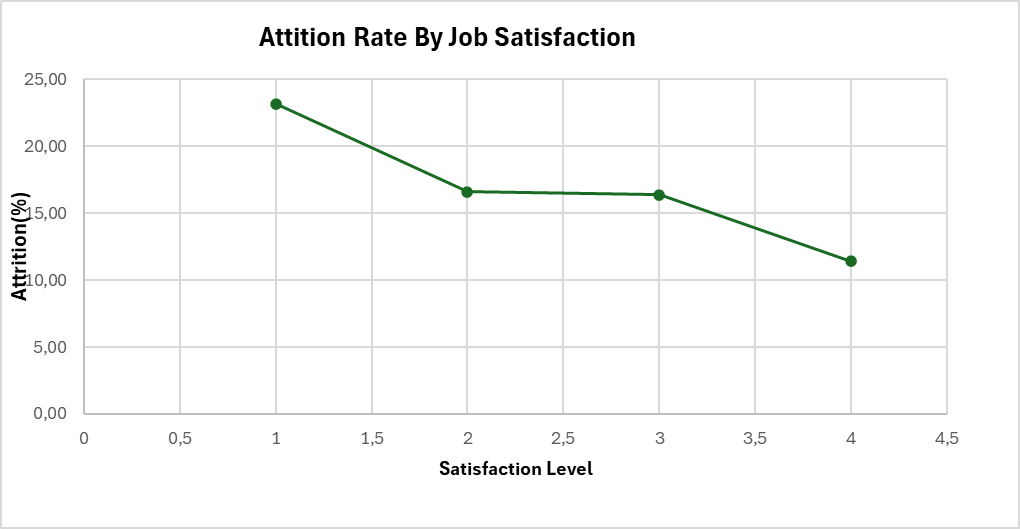 Attition Rate By Job Satisfaction
25,00
20,00
15,00
10,00
5,00
0,00
Attrition(%)
0 0,5 1 1,5 2 2,5 3 3,5 4 4,5
Satisfaction Level